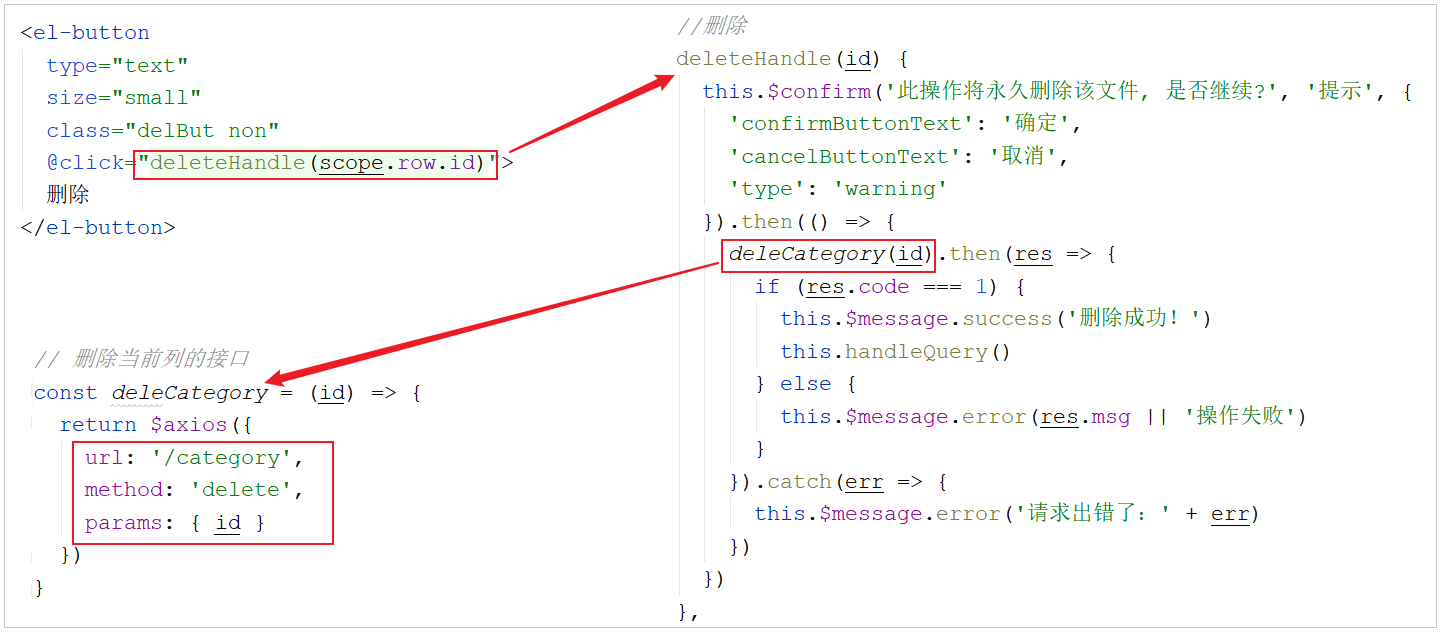 <el-button
type="text"
size="small"
class="delBut non"
@click="deleteHandle(scope.row.id)">
删除
</el-button>
// 删除当前列的接口
const deleCategory = (id) => {
return $axios({
url: '/category',
method: 'delete',
params: { id }
})
}
//删除
deleteHandle(id) {
this.$confirm('此操作将永久删除该文件, 是否继续?', '提示', {
'confirmButtonText': '确定',
'cancelButtonText': '取消',
'type': 'warning'
}).then(() => {
deleCategory(id).then(res => {
if (res.code === 1) {
this.$message.success('删除成功！')
this.handleQuery()
} else {
this.$message.error(res.msg || '操作失败')
}
}).catch(err => {
this.$message.error('请求出错了：' + err)
})
})
},